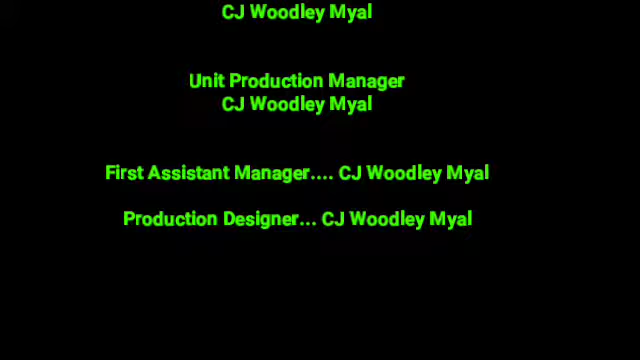 CJ Woodley Myal
Unit Production Manager
CJ Woodley Myal
First Assistant Manager.... CJ Woodley Myal
Production Designer... CJ Woodley Myal